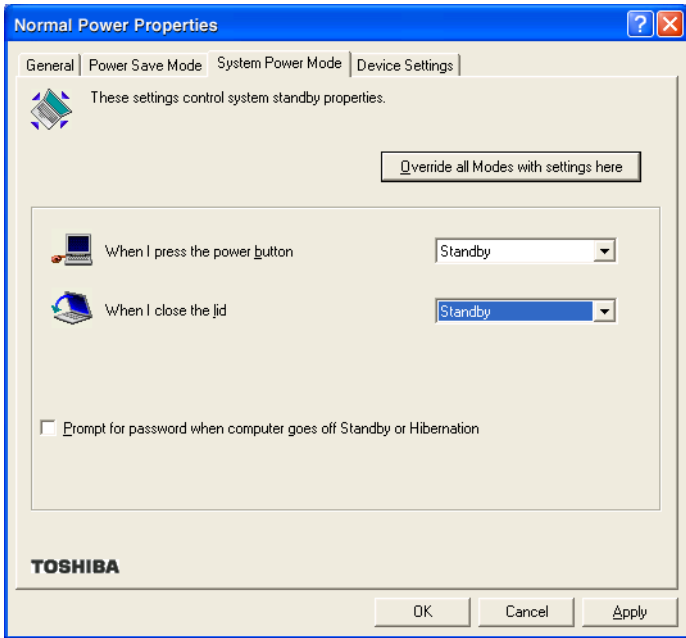 Normal Power Properties
General Power Save Mode System Power Mode Device Settings
These settings control system standby properties.
Override all Modes with settings here
When I press the power button Standby
When I close the lid Standby
Prompt for password when computer goes off Standby or Hibernation
TOSHIBA
OK Cancel Apply